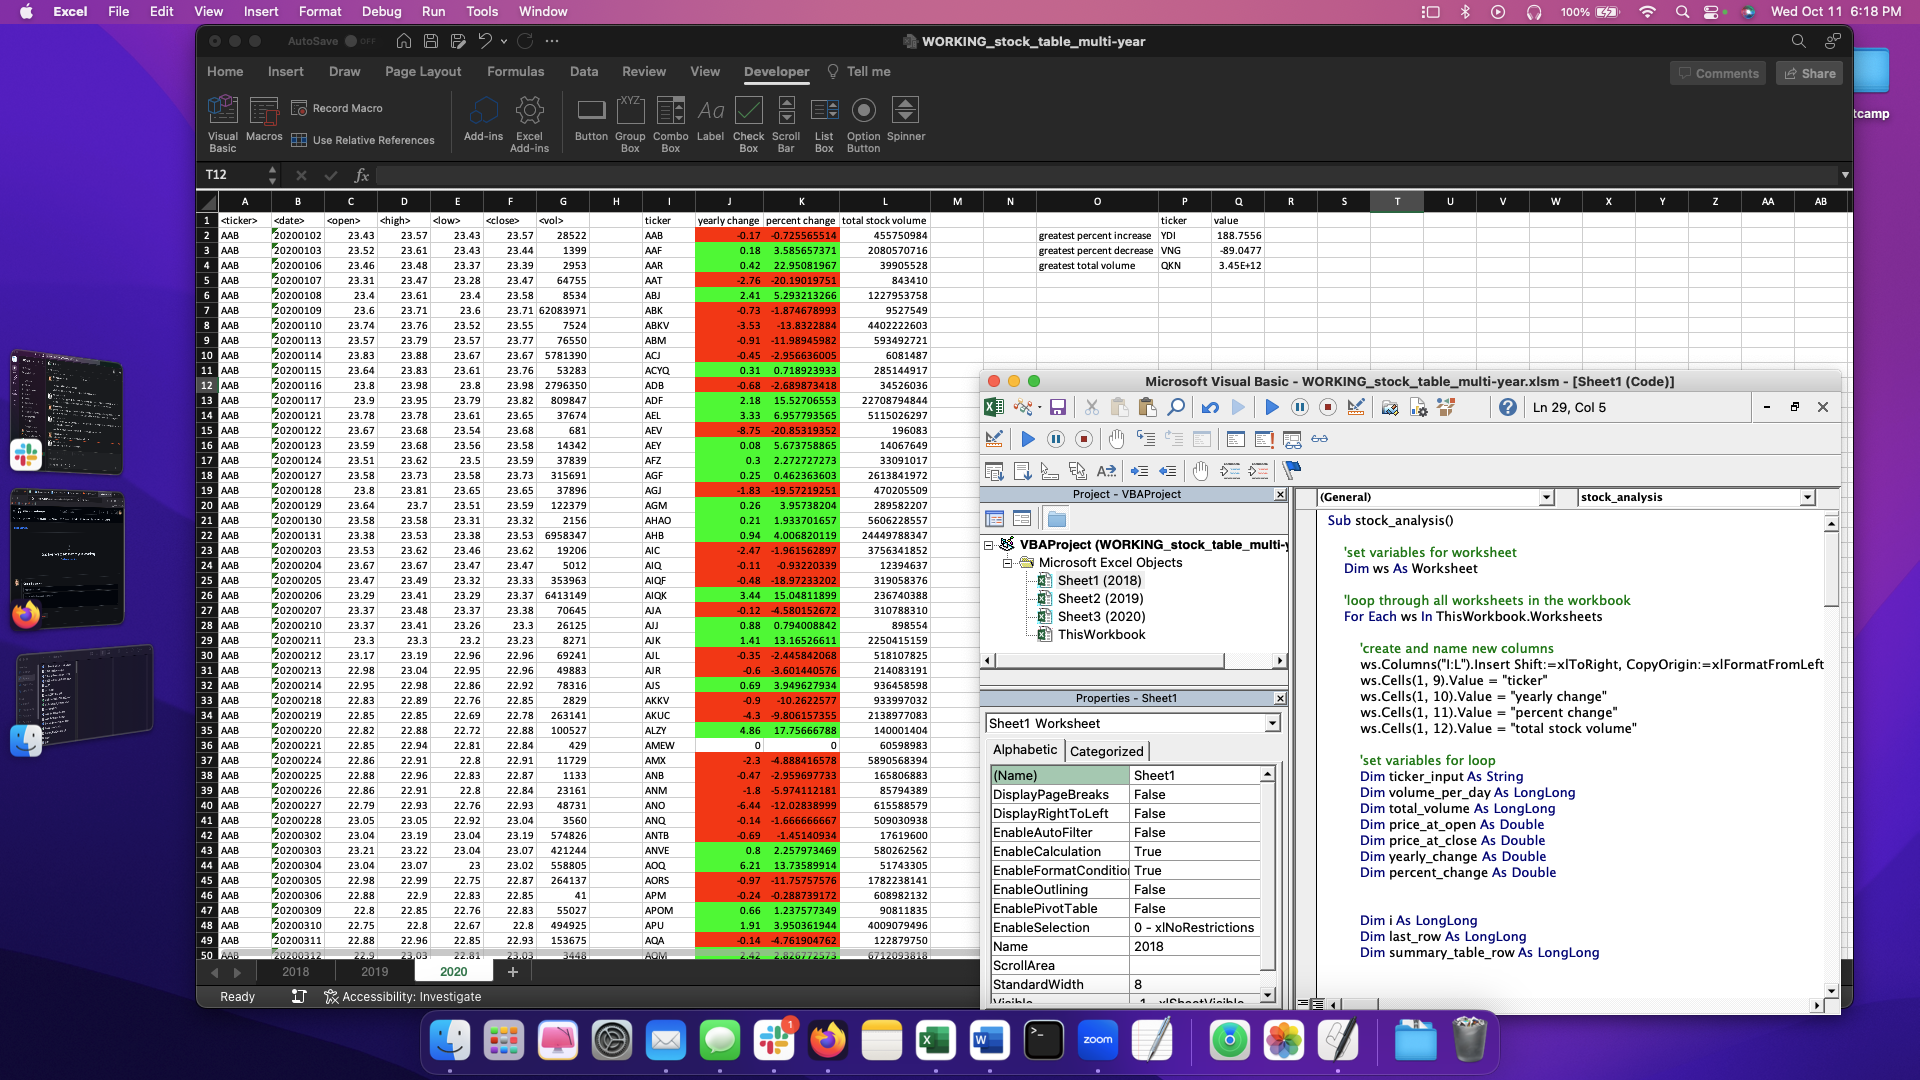 Excel File Edit View Insert Format Debug Run Tools Window 100% Wed Oct 11 6:18 PM
AutoSave OFF WORKING_stock_table_multi-year
Home Insert Draw Page Layout Formulas Data Review View Developer Tell me Comments Share
tcamp
Visual Basic Macros Record Macro Use Relative References Add-ins Excel Add-ins Button Group Box Combo Box Label Check Box Scroll Bar List Box Option Button Spinner
T12 fx
A B C D E F G H I J K L M N O P Q R S T U V W X Y Z AA AB
1 <ticker> <date> <open> <high> <low> <close> <vol> ticker yearly change percent change total stock volume ticker value
2 AAB 20200102 23.43 23.57 23.43 23.57 28522 AAB -0.17 -0.725565514 455750984 greatest percent increase YDI 188.7556
3 AAB 20200103 23.52 23.61 23.43 23.44 1399 AAF 0.18 3.585657371 2080570716 greatest percent decrease VNG -89.0477
4 AAB 20200106 23.46 23.48 23.37 23.39 2953 AAR 0.42 22.95081967 39905528 greatest total volume QKN 3.45E+12
5 AAB 20200107 23.31 23.47 23.28 23.47 64755 AAT -2.76 -20.19019751 843410
6 AAB 20200108 23.4 23.61 23.4 23.58 8534 ABJ 2.41 5.293213266 1227953758
7 AAB 20200109 23.6 23.71 23.6 23.71 62083971 ABK -0.73 -1.874678993 9527549
8 AAB 20200110 23.74 23.76 23.52 23.55 7524 ABKV -3.53 -13.8322884 4402222603
9 AAB 20200113 23.57 23.79 23.57 23.77 76550 ABM -0.91 -11.98945982 593492721
10 AAB 20200114 23.83 23.88 23.67 23.67 5781390 ACJ -0.45 -2.956636005 6081487
11 AAB 20200115 23.64 23.83 23.61 23.76 53283 ACYQ 0.31 0.718923933 285144917
12 AAB 20200116 23.8 23.98 23.8 23.98 2796350 ADB -0.68 -2.689873418 34526036
13 AAB 20200117 23.9 23.95 23.79 23.82 809847 ADF 2.18 15.52706553 22708794844
14 AAB 20200121 23.78 23.78 23.61 23.65 37674 AEL 3.33 6.957793565 5115026297
15 AAB 20200122 23.67 23.68 23.54 23.68 681 AEV -8.75 -20.85319352 196083
16 AAB 20200123 23.59 23.68 23.56 23.58 14342 AEY 0.08 5.673758865 14067649
17 AAB 20200124 23.51 23.62 23.5 23.59 37839 AFZ 0.3 2.272727273 33091017
18 AAB 20200127 23.58 23.73 23.58 23.73 315691 AGF 0.25 0.462363603 2613841972
19 AAB 20200128 23.8 23.81 23.65 23.65 37896 AGJ -1.83 -19.57219251 470205509
20 AAB 20200129 23.64 23.7 23.51 23.59 122379 AGM 0.26 3.95738204 289582207
21 AAB 20200130 23.58 23.58 23.31 23.32 2156 AHAO 0.21 1.933701657 5606228557
22 AAB 20200131 23.38 23.53 23.38 23.53 6958347 AHB 0.94 4.006820119 24449788347
23 AAB 20200203 23.53 23.62 23.46 23.62 19206 AIC -2.47 -1.961562897 3756341852
24 AAB 20200204 23.67 23.67 23.47 23.47 5012 AIQ -0.11 -0.93220339 12394637
25 AAB 20200205 23.47 23.49 23.32 23.33 353963 AIQF -0.48 -18.97233202 319058376
26 AAB 20200206 23.29 23.41 23.29 23.37 6413149 AIQK 3.44 15.04811899 236740388
27 AAB 20200207 23.37 23.48 23.37 23.38 70645 AJA -0.12 -4.580152672 310788310
28 AAB 20200210 23.37 23.41 23.26 23.3 26125 AJJ 0.88 0.794008842 898554
29 AAB 20200211 23.3 23.3 23.2 23.23 8271 AJK 1.41 13.16526611 2250415159
30 AAB 20200212 23.17 23.19 22.96 22.96 69241 AJL -0.35 -2.445842068 518107825
31 AAB 20200213 22.98 23.04 22.95 22.96 49883 AJR -0.6 -3.601440576 214083191
32 AAB 20200214 22.95 22.98 22.86 22.92 78316 AJS 0.69 3.949627934 936458598
33 AAB 20200218 22.83 22.89 22.76 22.85 2829 AKKV -0.9 -10.2622577 933997032
34 AAB 20200219 22.85 22.85 22.69 22.78 263141 AKUC -4.3 -9.806157355 2138977083
35 AAB 20200220 22.82 22.88 22.72 22.88 100527 ALZY 4.86 17.75666788 140001404
36 AAB 20200221 22.85 22.94 22.81 22.84 429 AMEW 0 0 60598983
37 AAB 20200224 22.86 22.91 22.8 22.91 11729 AMX -2.3 -4.888416578 5890568394
38 AAB 20200225 22.88 22.96 22.83 22.87 1133 ANB -0.47 -2.959697733 165806883
39 AAB 20200226 22.86 22.91 22.8 22.84 23161 ANM -1.8 -5.974112181 85794389
40 AAB 20200227 22.79 22.93 22.76 22.93 48731 ANO -6.44 -12.02838999 615588579
41 AAB 20200228 23.05 23.05 22.92 23.04 3560 ANQ -0.14 -1.666666667 509030938
42 AAB 20200302 23.04 23.19 23.04 23.19 574826 ANTB -0.69 -1.45140934 17619600
43 AAB 20200303 23.21 23.22 23.04 23.07 421244 ANVE 0.8 2.257973469 580262562
44 AAB 20200304 23.04 23.07 23 23.02 558805 AOQ 6.21 13.73589914 51743305
45 AAB 20200305 22.98 22.99 22.75 22.87 264137 AORS -0.97 -11.75757576 1782238141
46 AAB 20200306 22.88 22.9 22.83 22.85 41 APM -0.24 -0.288739172 608982132
47 AAB 20200309 22.8 22.85 22.76 22.83 55027 APOM 0.66 1.237577349 90811835
48 AAB 20200310 22.75 22.8 22.67 22.8 494925 APU 1.91 3.950361944 4009079496
49 AAB 20200311 22.88 22.96 22.85 22.93 153675 AQA -0.14 -4.761904762 122879750
50 AAB 20200312 22.9 23.03 22.81 23.03 3448 AQM 2.42 2.826772573 6712093818
2018 2019 2020 +
Ready Accessibility: Investigate
Microsoft Visual Basic - WORKING_stock_table_multi-year.xlsm - [Sheet1 (Code)]
Ln 29, Col 5
Project - VBAProject
VBAProject (WORKING_stock_table_multi-y
Microsoft Excel Objects
Sheet1 (2018)
Sheet2 (2019)
Sheet3 (2020)
ThisWorkbook
Properties - Sheet1
Sheet1 Worksheet
Alphabetic Categorized
(Name) Sheet1
DisplayPageBreaks False
DisplayRightToLeft False
EnableAutoFilter False
EnableCalculation True
EnableFormatConditio True
EnableOutlining False
EnablePivotTable False
EnableSelection 0 - xlNoRestrictions
Name 2018
ScrollArea
StandardWidth 8
Visible -1 - xlSheetVisible
(General) stock_analysis
Sub stock_analysis()
'set variables for worksheet
Dim ws As Worksheet
'loop through all worksheets in the workbook
For Each ws In ThisWorkbook.Worksheets
'create and name new columns
ws.Columns("I:L").Insert Shift:=xlToRight, CopyOrigin:=xlFormatFromLeft
ws.Cells(1, 9).Value = "ticker"
ws.Cells(1, 10).Value = "yearly change"
ws.Cells(1, 11).Value = "percent change"
ws.Cells(1, 12).Value = "total stock volume"
'set variables for loop
Dim ticker_input As String
Dim volume_per_day As LongLong
Dim total_volume As LongLong
Dim price_at_open As Double
Dim price_at_close As Double
Dim yearly_change As Double
Dim percent_change As Double
Dim i As LongLong
Dim last_row As LongLong
Dim summary_table_row As LongLong
1
zoom